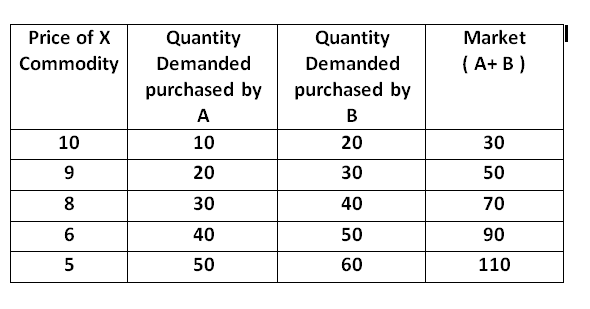 Price of X Commodity
Quantity Demanded purchased by A
Quantity Demanded purchased by B
Market ( A+ B )
10 10 20 30
9 20 30 50
8 30 40 70
6 40 50 90
5 50 60 110